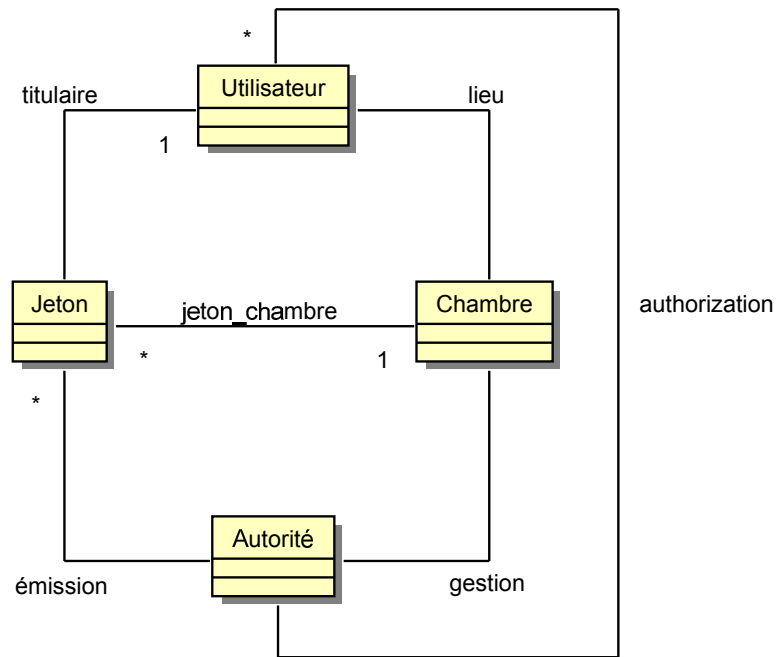 *
Utilisateur
titulaire
lieu
1
Jeton
jeton_chambre
Chambre
authorization
*
1
*
Autorité
émission
gestion